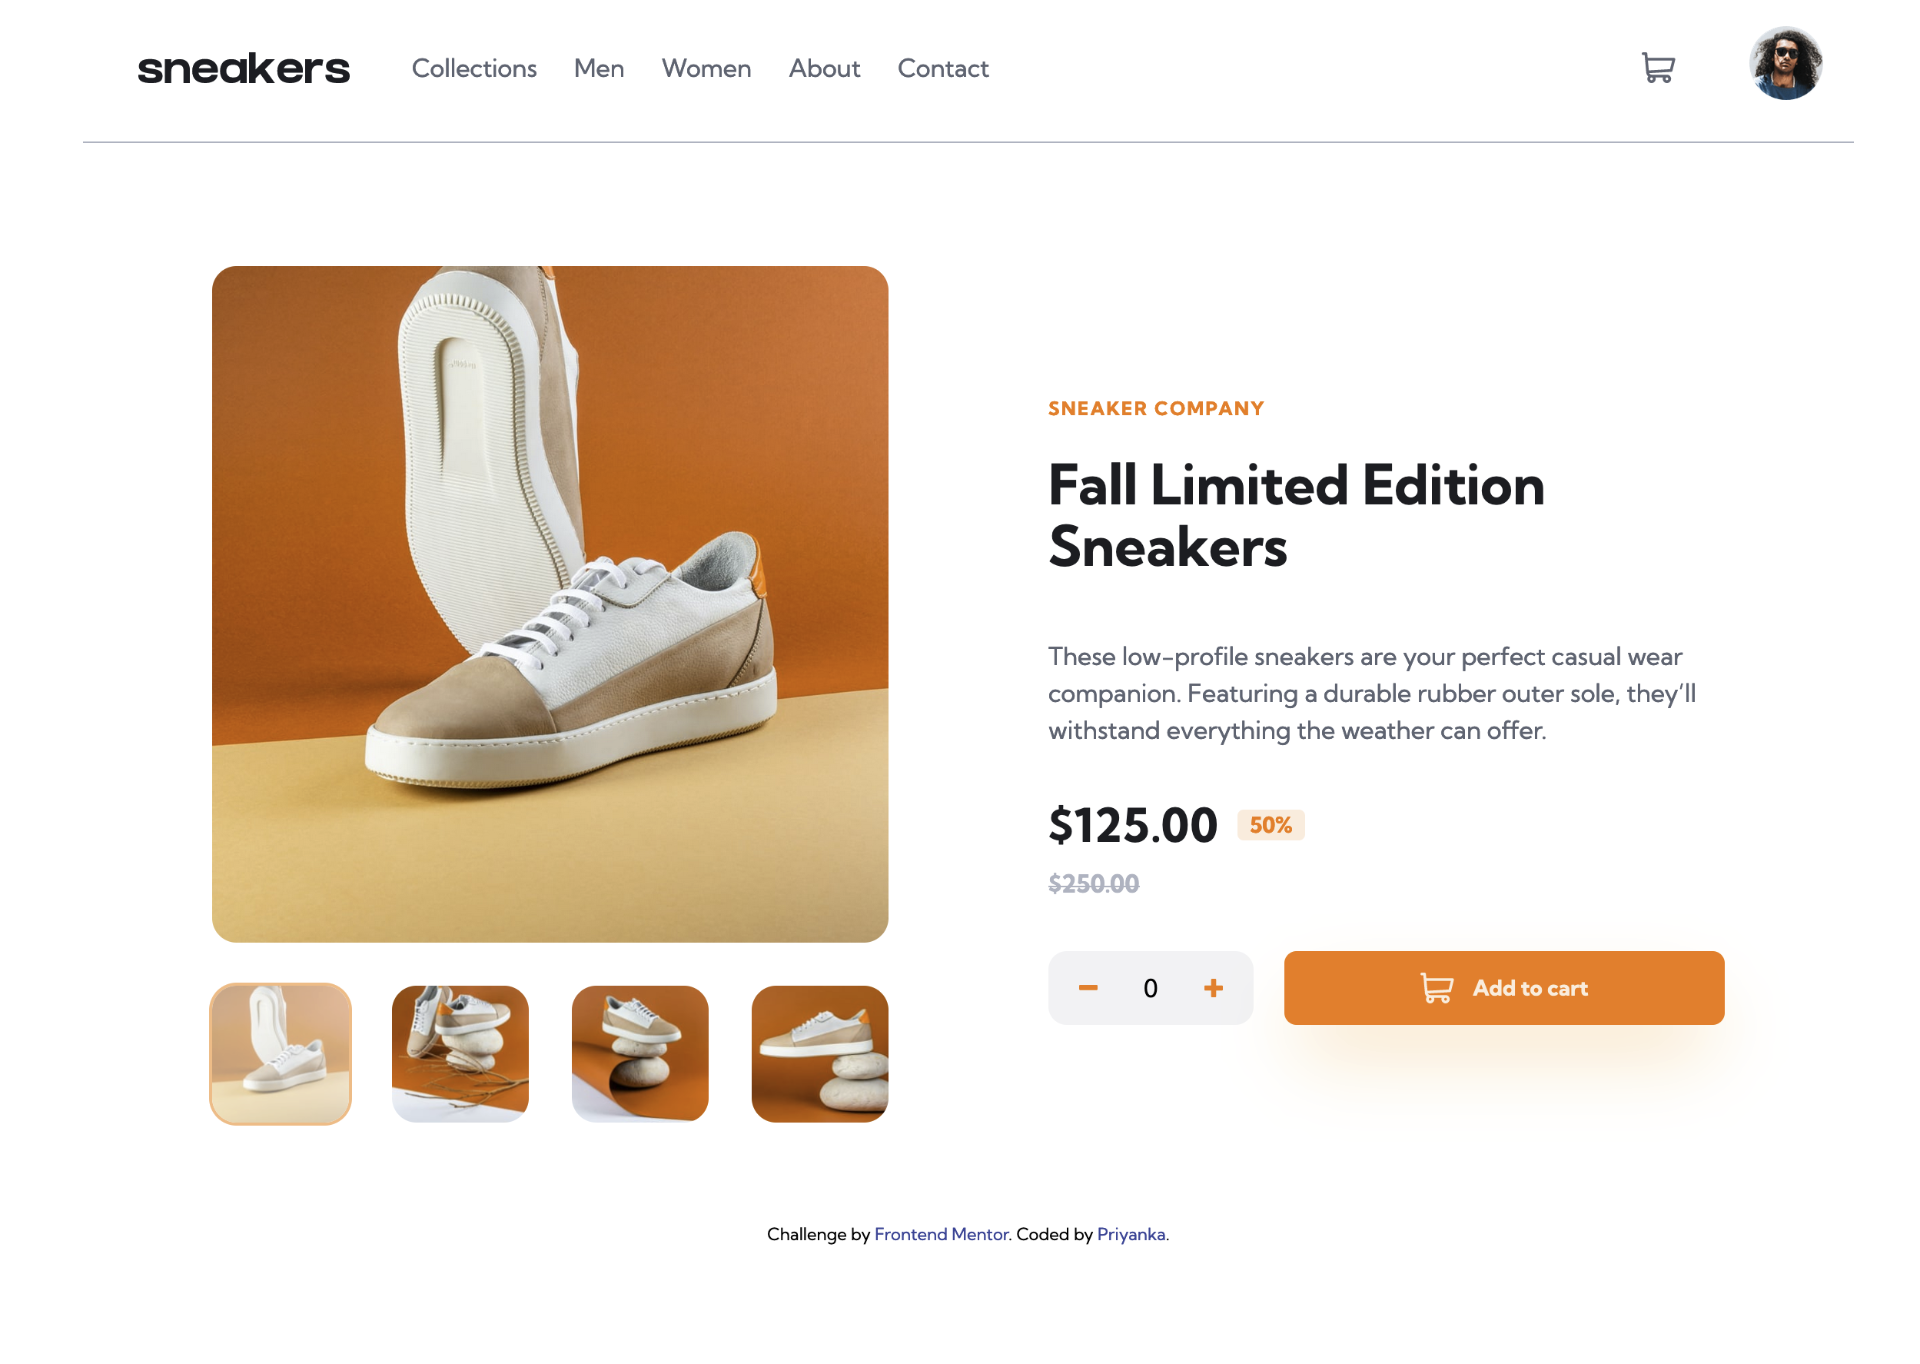 sneakers
Collections Men Women About Contact
SNEAKER COMPANY
Fall Limited Edition
Sneakers
These low-profile sneakers are your perfect casual wear
companion. Featuring a durable rubber outer sole, they’ll
withstand everything the weather can offer.
$125.00 50%
$250.00
0
Add to cart
Challenge by Frontend Mentor. Coded by Priyanka.